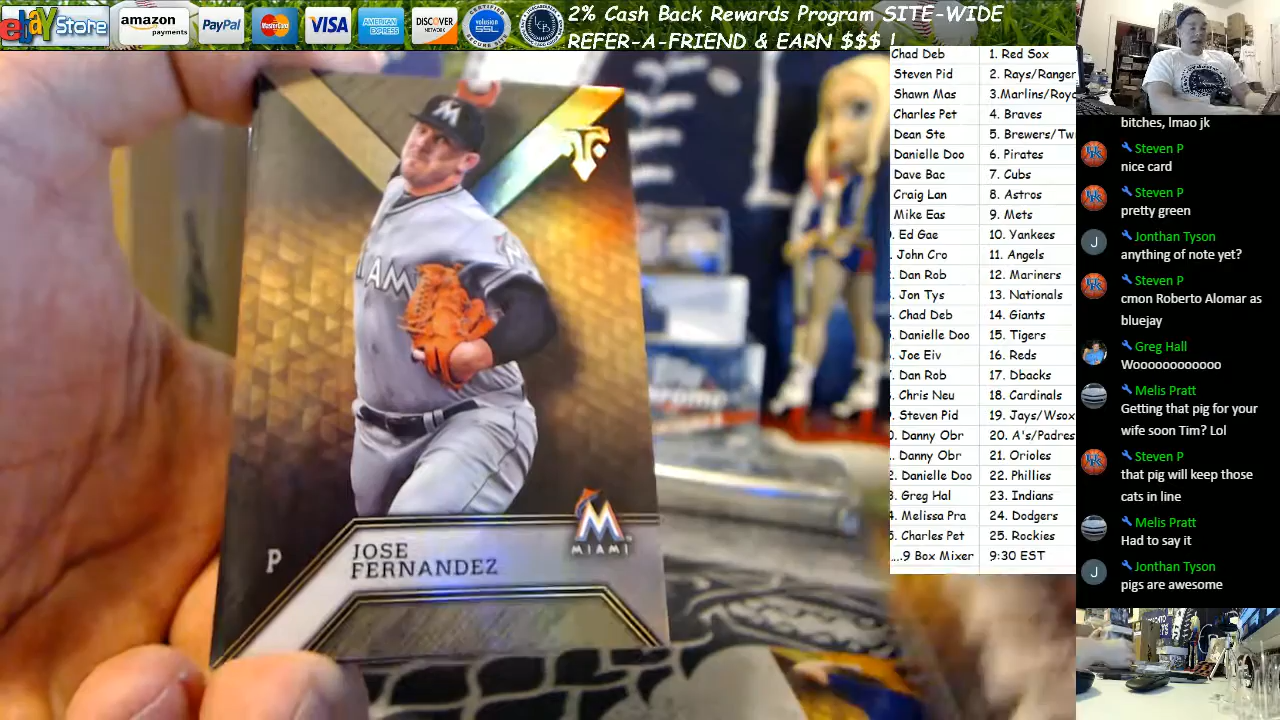 ebay Store
amazon
payments
PayPal
MasterCard
VISA
AMERICAN
EXPRESS
DISCOVER
NETWORK
volusion
SSL
2% Cash Back Rewards Program SITE-WIDE
REFER-A-FRIEND & EARN $$$ !
Chad Deb 1. Red Sox
Steven Pid 2. Rays/Ranger
Shawn Mas 3.Marlins/Roya
Charles Pet 4. Braves
Dean Ste 5. Brewers/Tw
Danielle Doo 6. Pirates
Dave Bac 7. Cubs
Craig Lan 8. Astros
Mike Eas 9. Mets
. Ed Gae 10. Yankees
. John Cro 11. Angels
. Dan Rob 12. Mariners
. Jon Tys 13. Nationals
. Chad Deb 14. Giants
. Danielle Doo 15. Tigers
. Joe Eiv 16. Reds
. Dan Rob 17. Dbacks
. Chris Neu 18. Cardinals
. Steven Pid 19. Jays/Wsox
. Danny Obr 20. A's/Padres
. Danny Obr 21. Orioles
. Danielle Doo 22. Phillies
. Greg Hal 23. Indians
. Melissa Pra 24. Dodgers
. Charles Pet 25. Rockies
....9 Box Mixer 9:30 EST
bitches, lmao jk
Steven P
nice card
Steven P
pretty green
Jonthan Tyson
anything of note yet?
Steven P
cmon Roberto Alomar as
bluejay
Greg Hall
Woooooooooooo
Melis Pratt
Getting that pig for your
wife soon Tim? Lol
Steven P
that pig will keep those
cats in line
Melis Pratt
Had to say it
Jonthan Tyson
pigs are awesome
M
IAMI
P
JOSE
FERNANDEZ
M
MIAMI